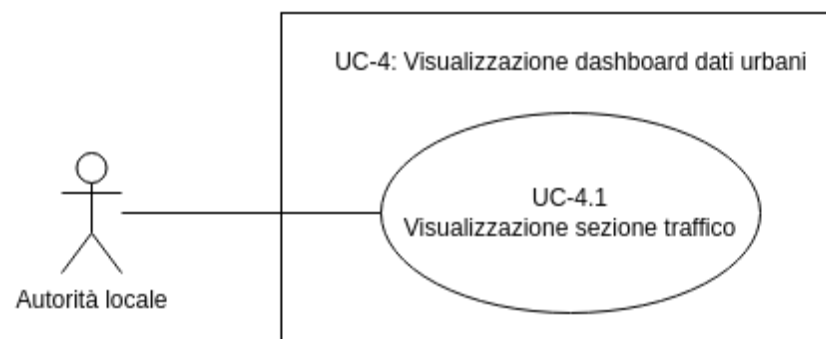 UC-4: Visualizzazione dashboard dati urbani
UC-4.1
Visualizzazione sezione traffico
Autorità locale